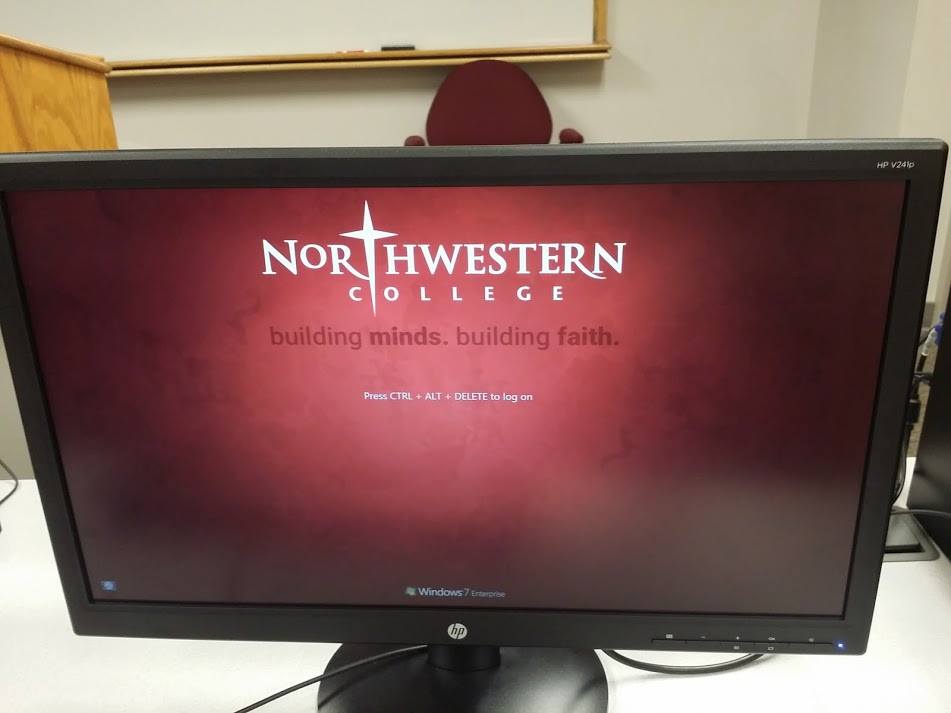 HP V241p
NORTHWESTERN
COLLEGE
building minds. building faith.
Press CTRL + ALT + DELETE to log on
Windows 7 Enterprise
hp